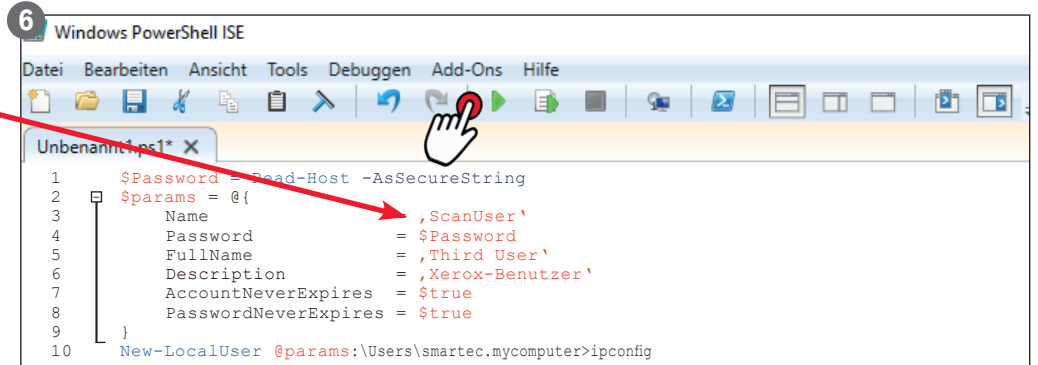 6
Windows PowerShell ISE
Datei Bearbeiten Ansicht Tools Debuggen Add-Ons Hilfe
Unbenannt1.ps1* X
1 $Password = Read-Host -AsSecureString
2 $params = @{
3 Name = ‚ScanUser‘
4 Password = $Password
5 FullName = ‚Third User‘
6 Description = ‚Xerox-Benutzer‘
7 AccountNeverExpires = $true
8 PasswordNeverExpires = $true
9 }
10 New-LocalUser @params:\Users\smartec.mycomputer>ipconfig